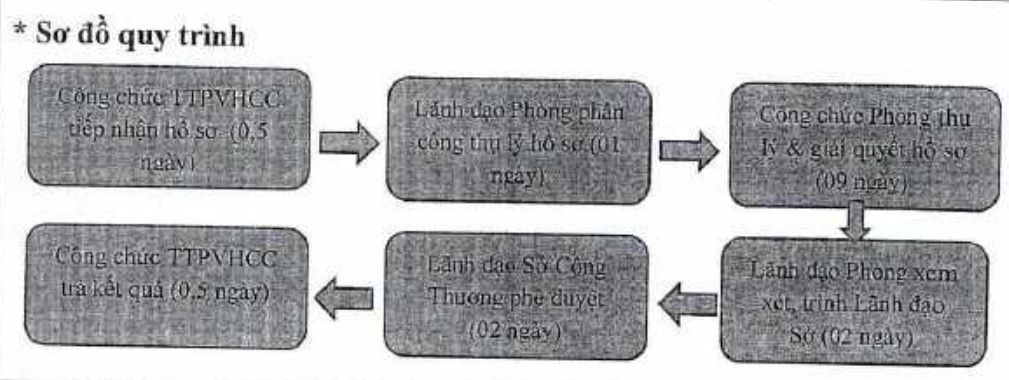 * Sơ đồ quy trình
Công chức TTPVHCC
tiếp nhận hồ sơ (0,5
ngày)
Lãnh đạo Phòng phân
công thụ lý hồ sơ (01
ngày)
Công chức Phòng thụ
lý & giải quyết hồ sơ
(09 ngày)
Lãnh đạo Phòng xem
xét, trình Lãnh đạo
Sở (02 ngày)
Lãnh đạo Sở Công
Thương phê duyệt
(02 ngày)
Công chức TTPVHCC
trả kết quả (0,5 ngày)